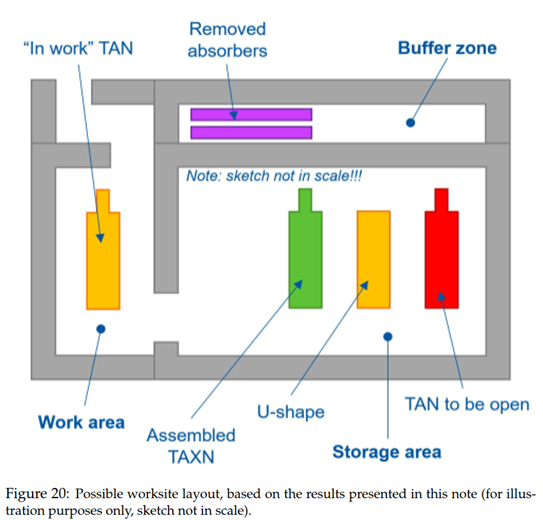 Removed
absorbers
“In work” TAN
Buffer zone
Note: sketch not in scale!!!
Work area
Assembled
TAXN
U-shape
Storage area
TAN to be open
Figure 20: Possible worksite layout, based on the results presented in this note (for illus-
tration purposes only, sketch not in scale).